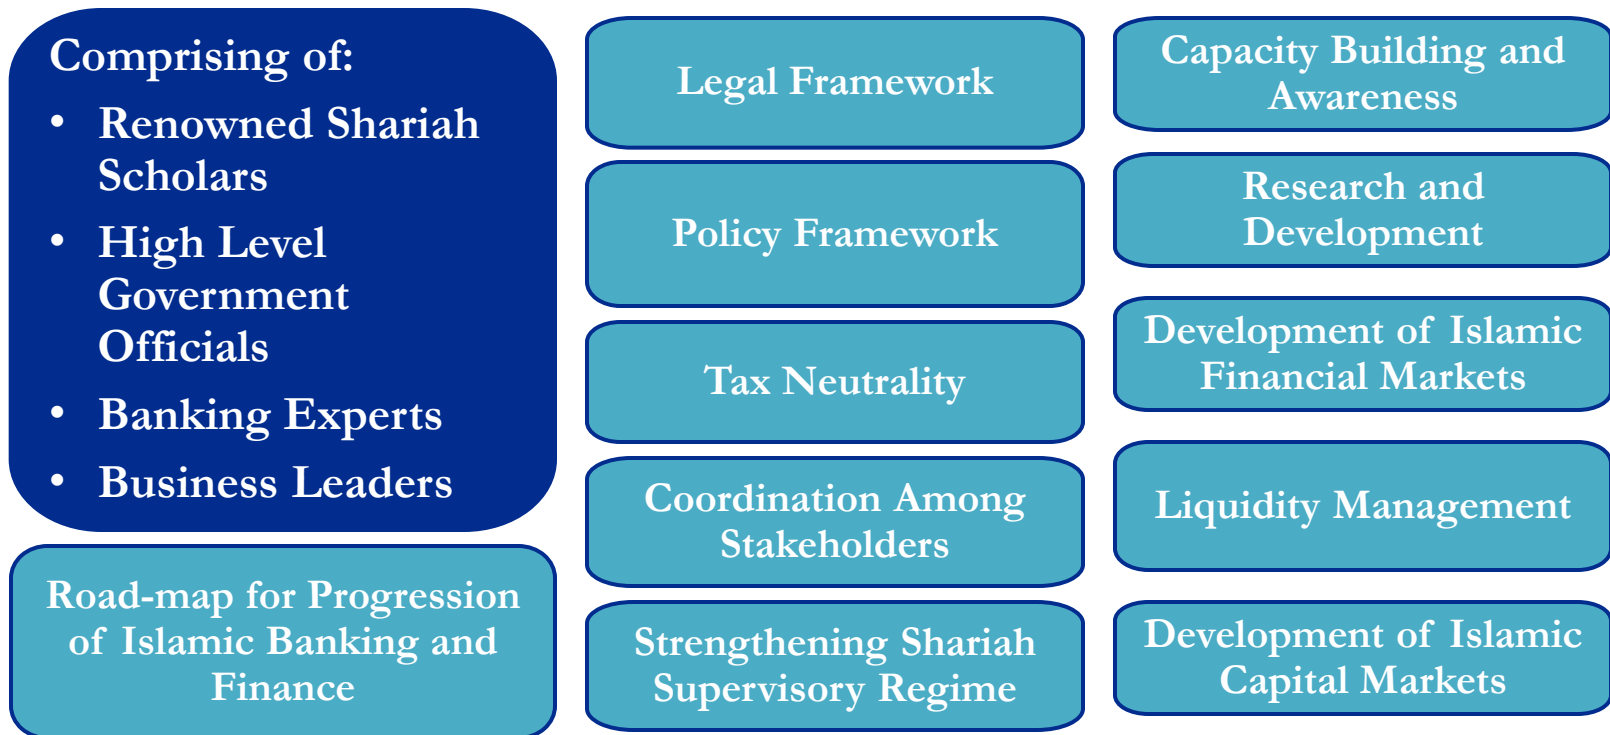 Comprising of:
• Renowned Shariah
Scholars
• High Level
Government
Officials
• Banking Experts
• Business Leaders
Road-map for Progression
of Islamic Banking and
Finance
Legal Framework
Policy Framework
Tax Neutrality
Coordination Among
Stakeholders
Strengthening Shariah
Supervisory Regime
Capacity Building and
Awareness
Research and
Development
Development of Islamic
Financial Markets
Liquidity Management
Development of Islamic
Capital Markets